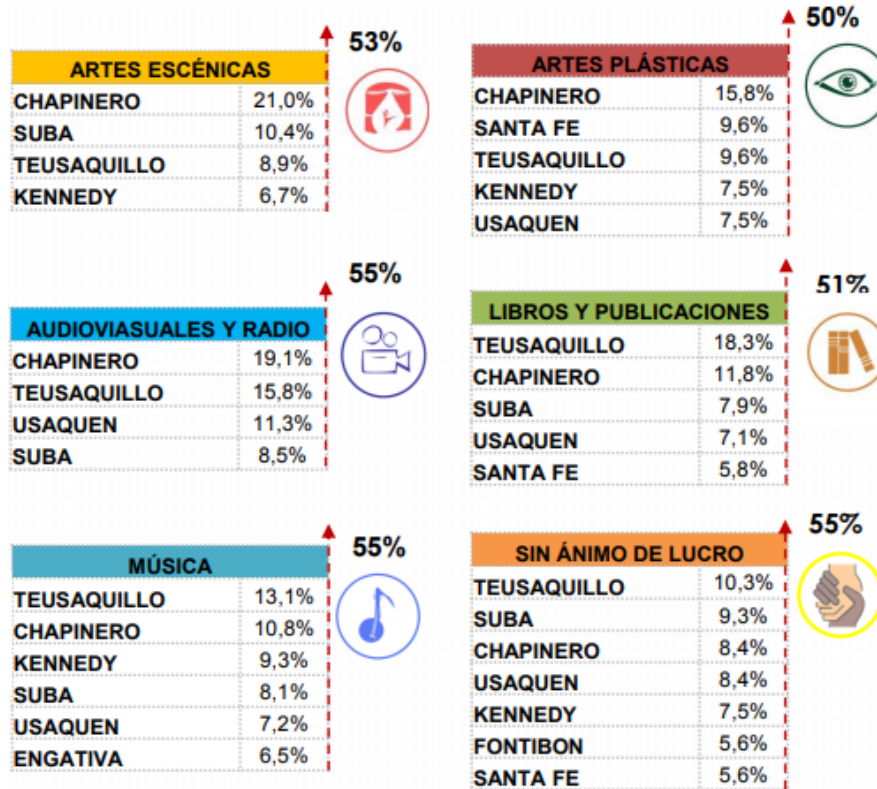 53%
ARTES ESCÉNICAS
CHAPINERO 21,0%
SUBA 10,4%
TEUSAQUILLO 8,9%
KENNEDY 6,7%
50%
ARTES PLÁSTICAS
CHAPINERO 15,8%
SANTA FE 9,6%
TEUSAQUILLO 9,6%
KENNEDY 7,5%
USAQUEN 7,5%
55%
AUDIOVIASUALES Y RADIO
CHAPINERO 19,1%
TEUSAQUILLO 15,8%
USAQUEN 11,3%
SUBA 8,5%
51%
LIBROS Y PUBLICACIONES
TEUSAQUILLO 18,3%
CHAPINERO 11,8%
SUBA 7,9%
USAQUEN 7,1%
SANTA FE 5,8%
55%
MÚSICA
TEUSAQUILLO 13,1%
CHAPINERO 10,8%
KENNEDY 9,3%
SUBA 8,1%
USAQUEN 7,2%
ENGATIVA 6,5%
55%
SIN ÁNIMO DE LUCRO
TEUSAQUILLO 10,3%
SUBA 9,3%
CHAPINERO 8,4%
USAQUEN 8,4%
KENNEDY 7,5%
FONTIBON 5,6%
SANTA FE 5,6%